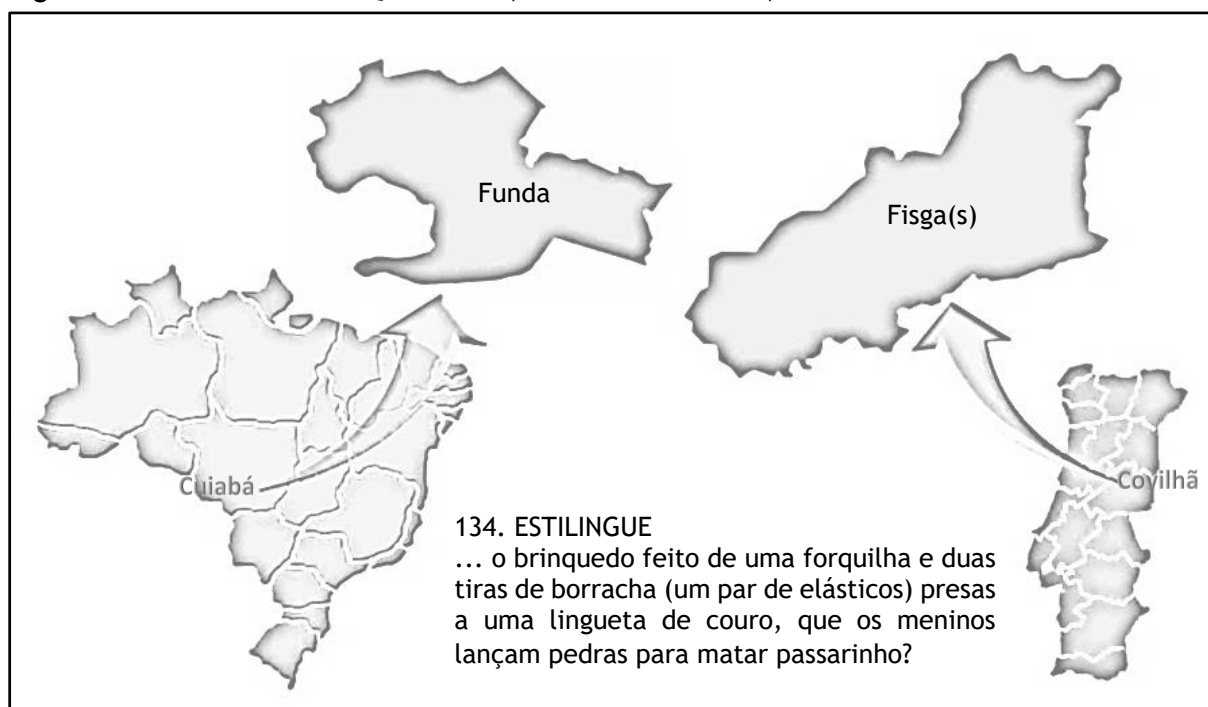 Funda
Fisga(s)
Cuiabá
Covilhã
134. ESTILINGUE
... o brinquedo feito de uma forquilha e duas
tiras de borracha (um par de elásticos) presas
a uma lingueta de couro, que os meninos
lançam pedras para matar passarinho?